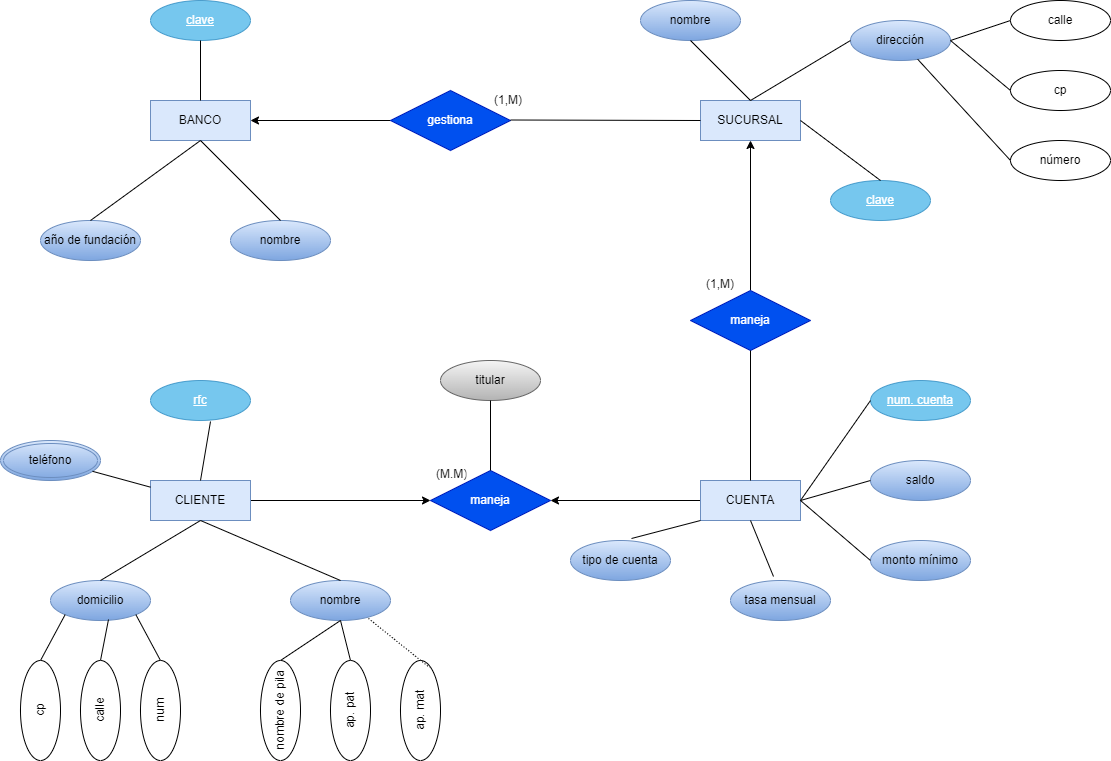 clave
nombre
dirección
calle
BANCO
gestiona
(1,M)
SUCURSAL
cp
número
clave
año de fundación
nombre
(1,M)
maneja
titular
rfc
num. cuenta
teléfono
(M.M)
saldo
CLIENTE
maneja
CUENTA
tipo de cuenta
monto mínimo
domicilio
nombre
tasa mensual
cp
calle
num
nombre de pila
ap. pat
ap. mat